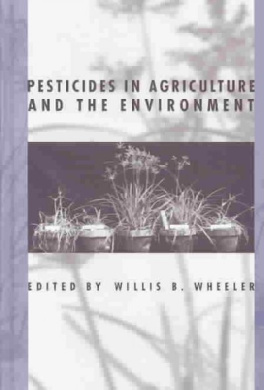 PESTICIDES IN AGRICULTURE
AND THE ENVIRONMENT
EDITED BY WILLIS B. WHEELER